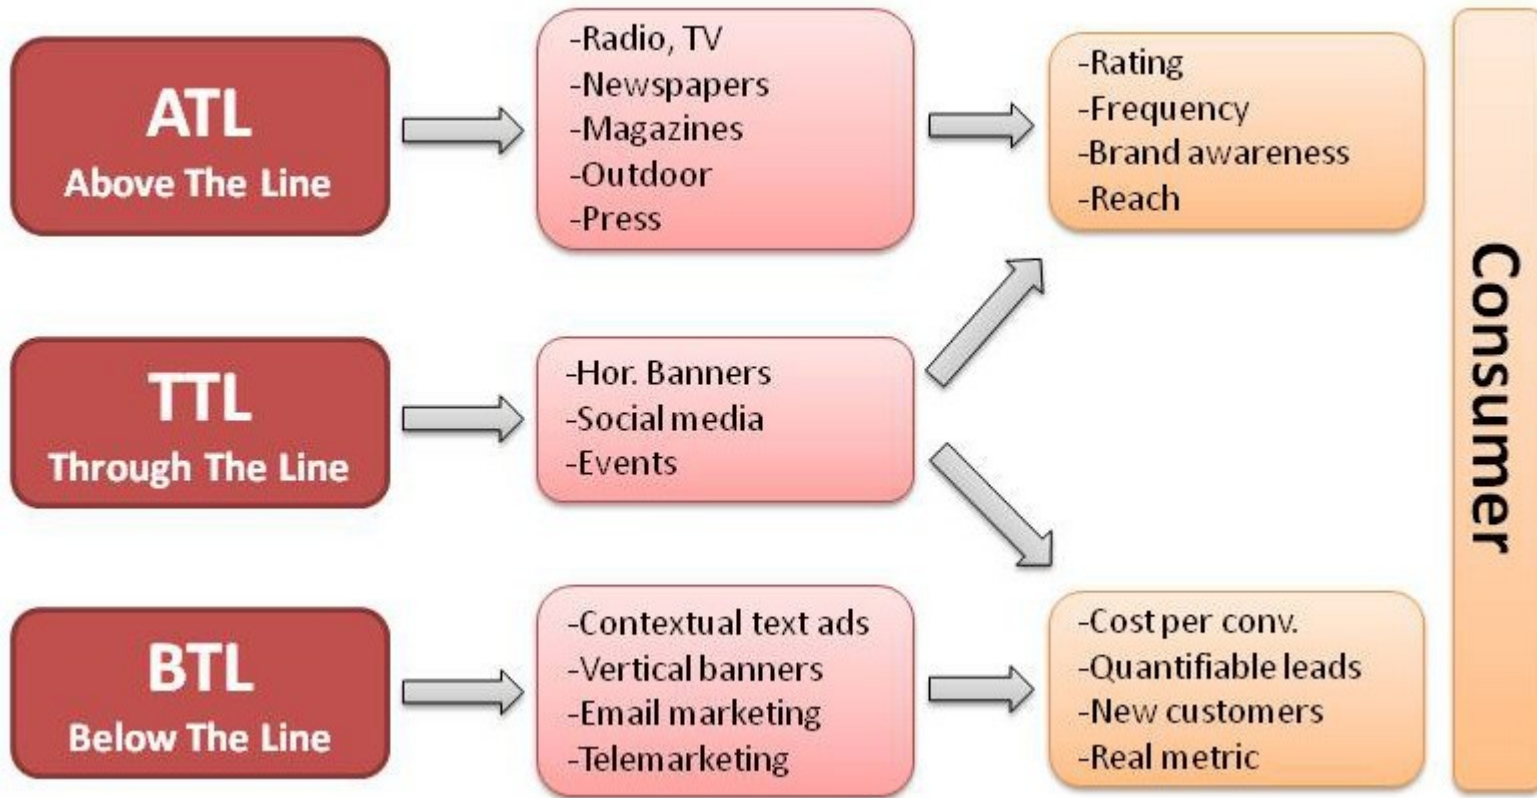 ATL
Above The Line
-Radio, TV
-Newspapers
-Magazines
-Outdoor
-Press
-Rating
-Frequency
-Brand awareness
-Reach
TTL
Through The Line
-Hor. Banners
-Social media
-Events
BTL
Below The Line
-Contextual text ads
-Vertical banners
-Email marketing
-Telemarketing
-Cost per conv.
-Quantifiable leads
-New customers
-Real metric
Consumer